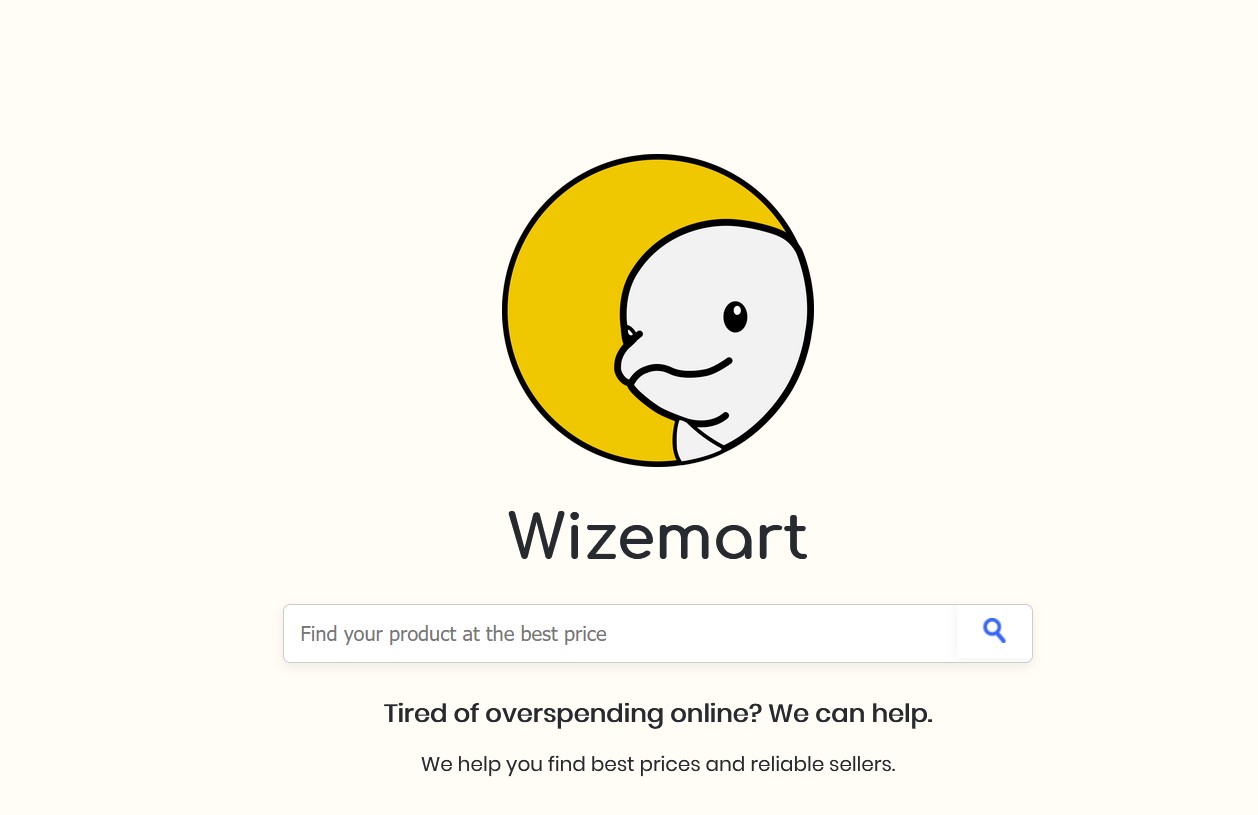 Wizemart
Find your product at the best price
Tired of overspending online? We can help.
We help you find best prices and reliable sellers.